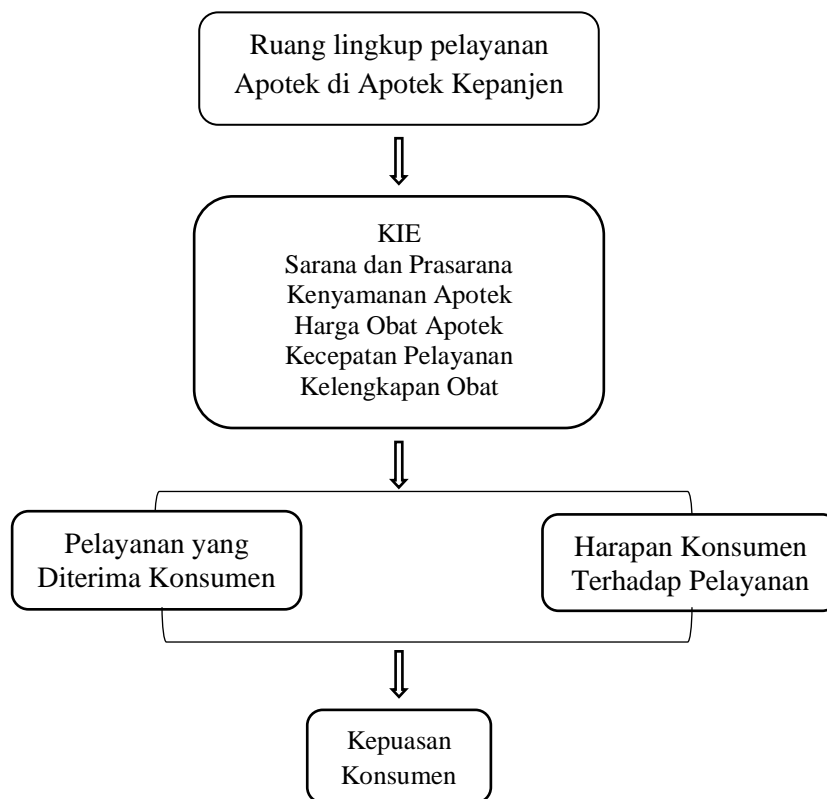 Ruang lingkup pelayanan
Apotek di Apotek Kepanjen
KIE
Sarana dan Prasarana
Kenyamanan Apotek
Harga Obat Apotek
Kecepatan Pelayanan
Kelengkapan Obat
Pelayanan yang
Diterima Konsumen
Harapan Konsumen
Terhadap Pelayanan
Kepuasan
Konsumen